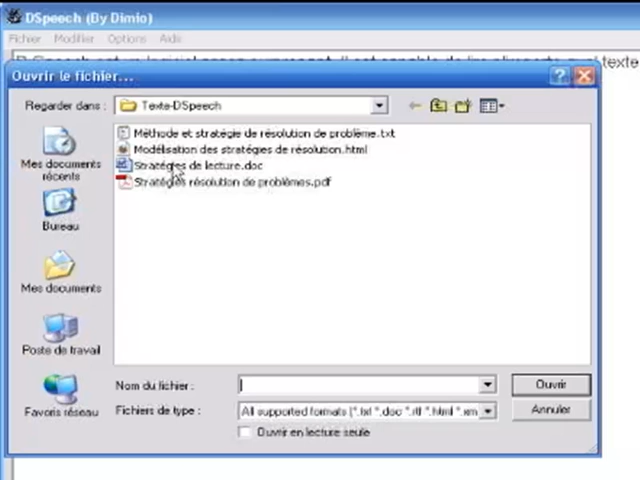 DSpeech (By Dimio)
Fichier Modifier Options Aide
texte
Ouvrir le fichier...
Regarder dans : Texte-DSpeech
Méthode et stratégie de résolution de problème.txt
Modélisation des stratégies de résolution.html
Stratégies de lecture.doc
Stratégies résolution de problèmes.pdf
Mes documents
récents
Bureau
Mes documents
Poste de travail
Favoris réseau
Nom du fichier : Ouvrir
Fichiers de type : All supported formats (*.txt *.doc *.rtf *.html *.xm Annuler
Ouvrir en lecture seule